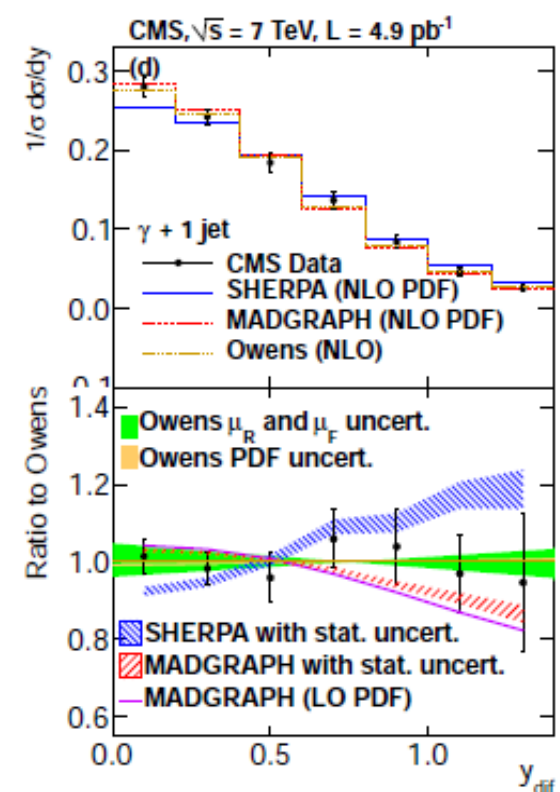 CMS, √s = 7 TeV, L = 4.9 pb⁻¹
(d)
1/σ dσ/dy
0.3
0.2
0.1
0.0
γ + 1 jet
CMS Data
SHERPA (NLO PDF)
MADGRAPH (NLO PDF)
Owens (NLO)
Ratio to Owens
1.4
1.2
1.0
0.8
0.6
Owens μ_R and μ_F uncert.
Owens PDF uncert.
SHERPA with stat. uncert.
MADGRAPH with stat. uncert.
MADGRAPH (LO PDF)
0.0 0.5 1.0
y_dif